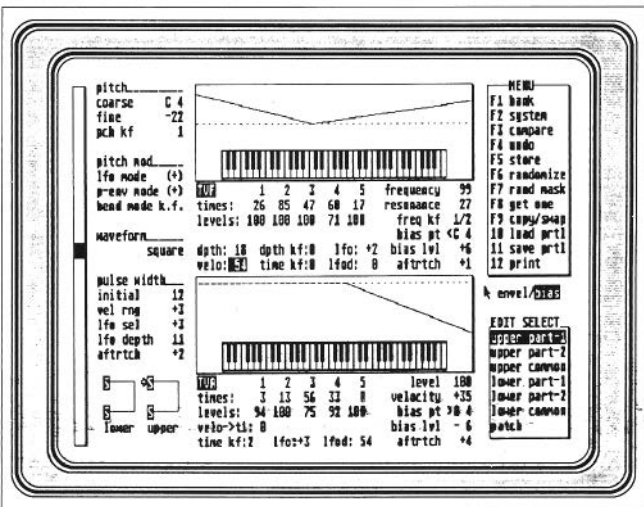 pitch
coarse C 4
fine -22
pch kf 1
pitch mod
lfo mode (+)
p-env mode (+)
bend mode k.f.
waveform
square
pulse width
initial 12
vel rng +3
lfo sel +3
lfo depth 11
aftrtch +2
S S
S S
lower upper
TVF 1 2 3 4 5 frequency 99
times: 26 85 47 60 17 resonance 27
levels: 100 100 100 71 100 freq kf 1/2
bias pt <C 4
dpth: 18 dpth kf:0 lfo: +2 bias lvl +6
velo: 54 time kf:0 lfod: 0 aftrtch +1
TVA 1 2 3 4 5 level 100
times: 3 13 56 33 0 velocity +35
levels: 94 100 75 92 100 bias pt
velo->ti: 0 bias lvl - 6
time kf:2 lfo:+3 lfod: 54 aftrtch +4
MENU
F1 bank
F2 system
F3 compare
F4 undo
F5 store
F6 randomize
F7 rand mask
F8 get one
F9 copy/swap
10 load prtl
11 save prtl
12 print
envel/bias
EDIT SELECT
upper part-1
upper part-2
upper common
lower part-1
lower part-2
lower common
patch